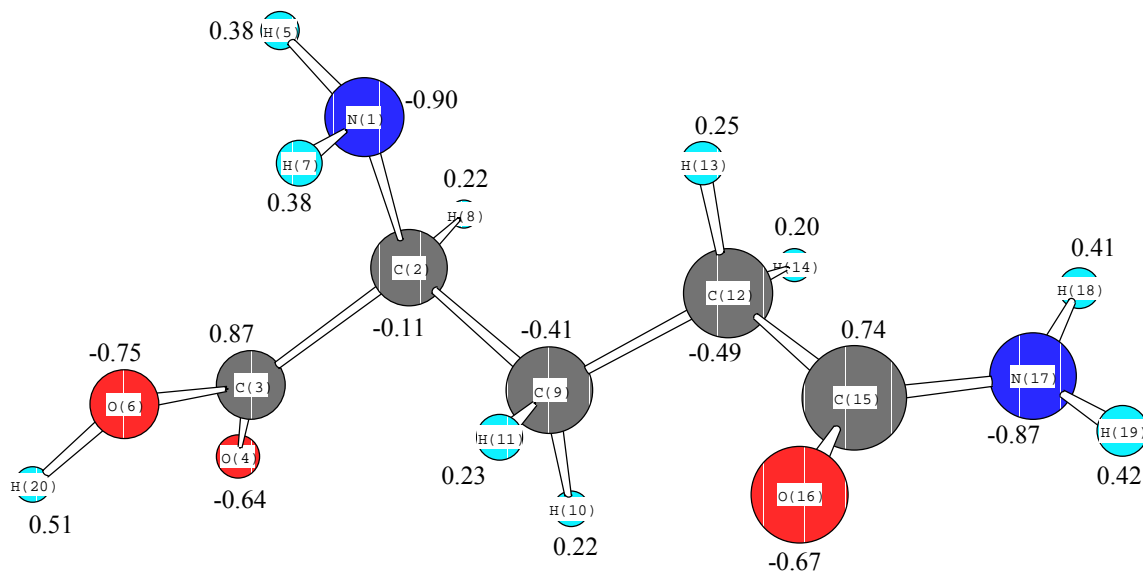 0.38 H(5)
N(1) -0.90
H(7)
0.38
0.22
H(8)
C(2)
-0.11
0.25
H(13)
0.20
H(14)
C(12)
-0.49
0.41
H(18)
0.87
C(3)
-0.75
O(6)
O(4)
-0.64
H(20)
0.51
-0.41
C(9)
H(11)
0.23
H(10)
0.22
0.74
C(15)
O(16)
-0.67
N(17)
-0.87
H(19)
0.42